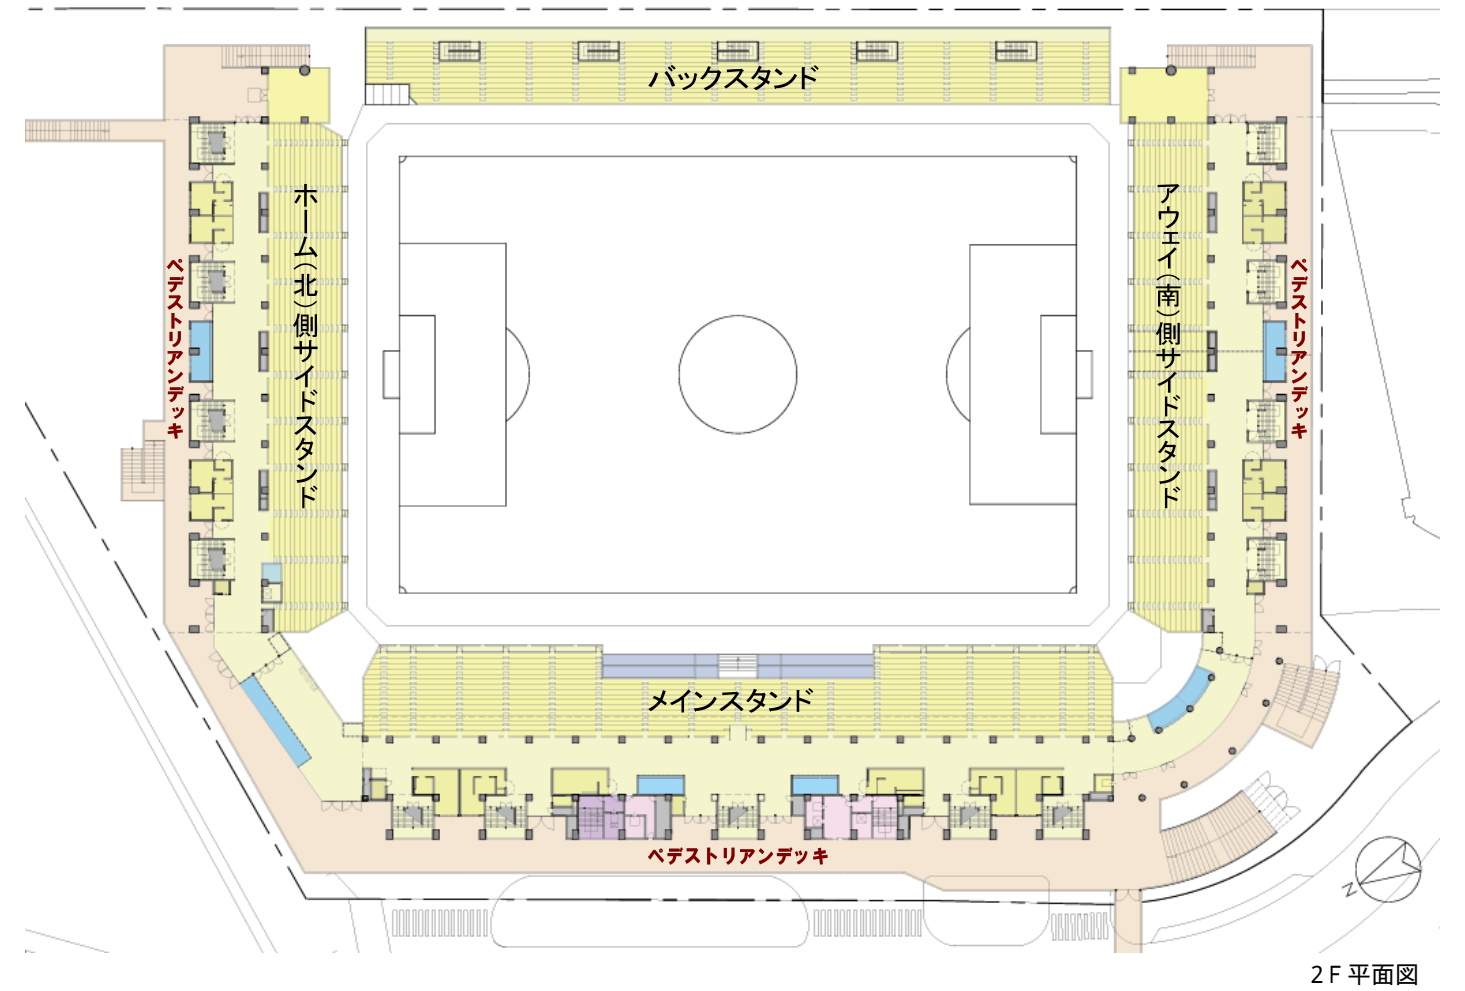 バックスタンド
ホーム（北）側サイドスタンド
アウェイ（南）側サイドスタンド
ペデストリアンデッキ
ペデストリアンデッキ
メインスタンド
ペデストリアンデッキ
N
2F平面図